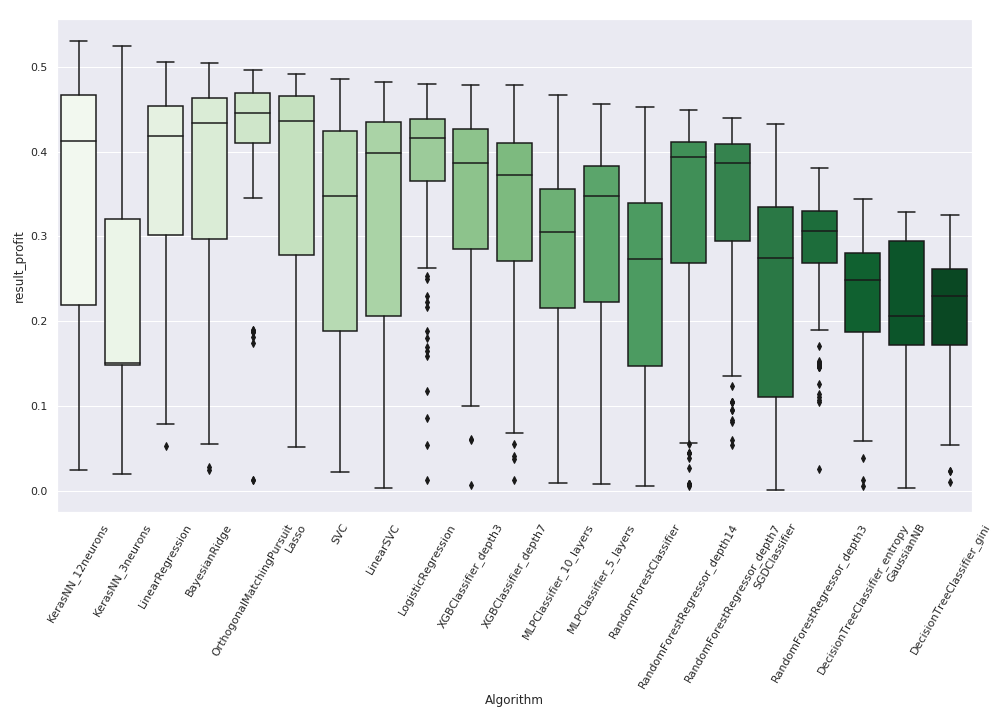 result_profit
0.5
0.4
0.3
0.2
0.1
0.0
KerasNN_12neurons
KerasNN_3neurons
LinearRegression
BayesianRidge
OrthogonalMatchingPursuit
Lasso
SVC
LinearSVC
LogisticRegression
XGBClassifier_depth3
XGBClassifier_depth7
MLPClassifier_10_layers
MLPClassifier_5_layers
RandomForestClassifier
RandomForestRegressor_depth14
RandomForestRegressor_depth7
SGDClassifier
RandomForestRegressor_depth3
DecisionTreeClassifier_entropy
GaussianNB
DecisionTreeClassifier_gini
Algorithm